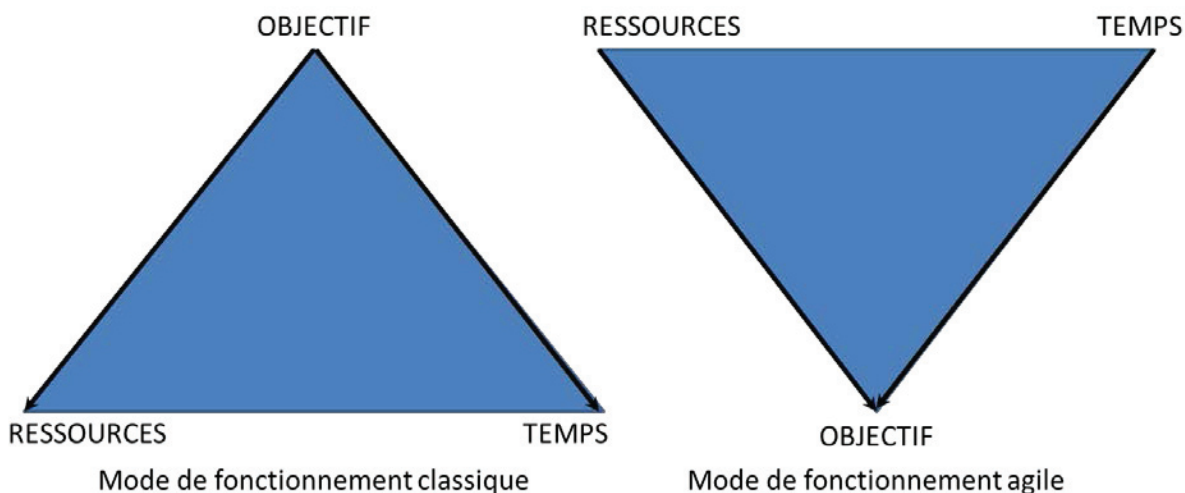 OBJECTIF
RESSOURCES
TEMPS
Mode de fonctionnement classique
RESSOURCES
TEMPS
OBJECTIF
Mode de fonctionnement agile